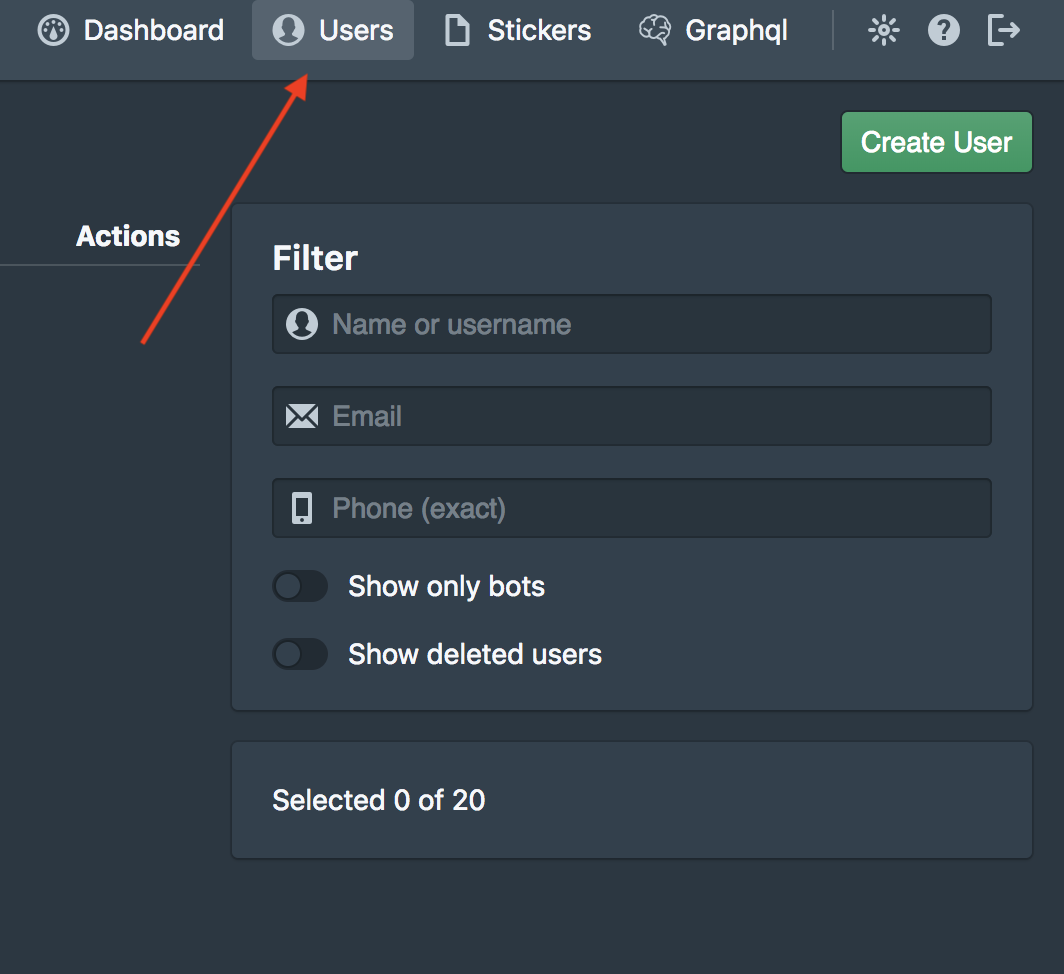 Dashboard Users Stickers Graphql
Create User
Actions
Filter
Name or username
Email
Phone (exact)
Show only bots
Show deleted users
Selected 0 of 20